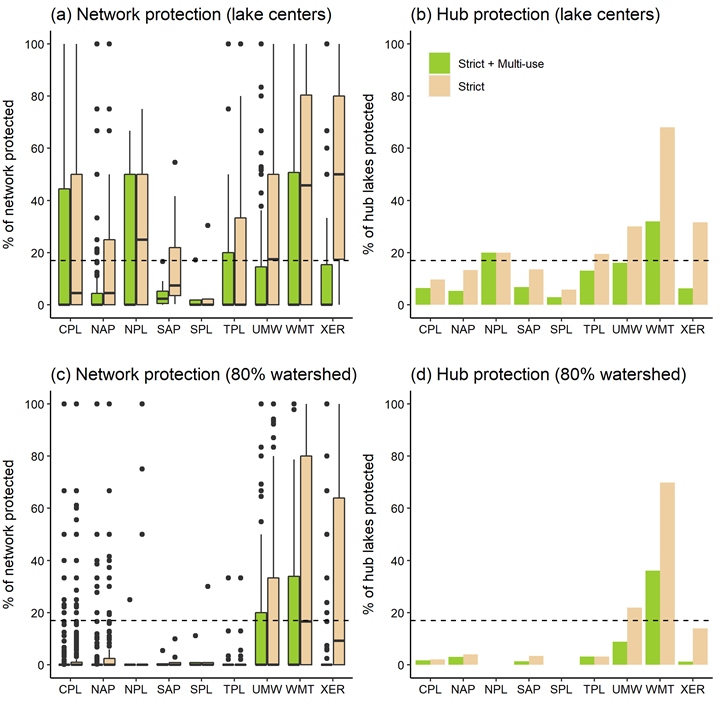 (a) Network protection (lake centers)
% of network protected
100
80
60
40
20
0
CPL NAP NPL SAP SPL TPL UMW WMT XER
(b) Hub protection (lake centers)
% of hub lakes protected
100
80
60
40
20
0
Strict + Multi-use
Strict
CPL NAP NPL SAP SPL TPL UMW WMT XER
(c) Network protection (80% watershed)
% of network protected
100
80
60
40
20
0
CPL NAP NPL SAP SPL TPL UMW WMT XER
(d) Hub protection (80% watershed)
% of hub lakes protected
100
80
60
40
20
0
CPL NAP NPL SAP SPL TPL UMW WMT XER